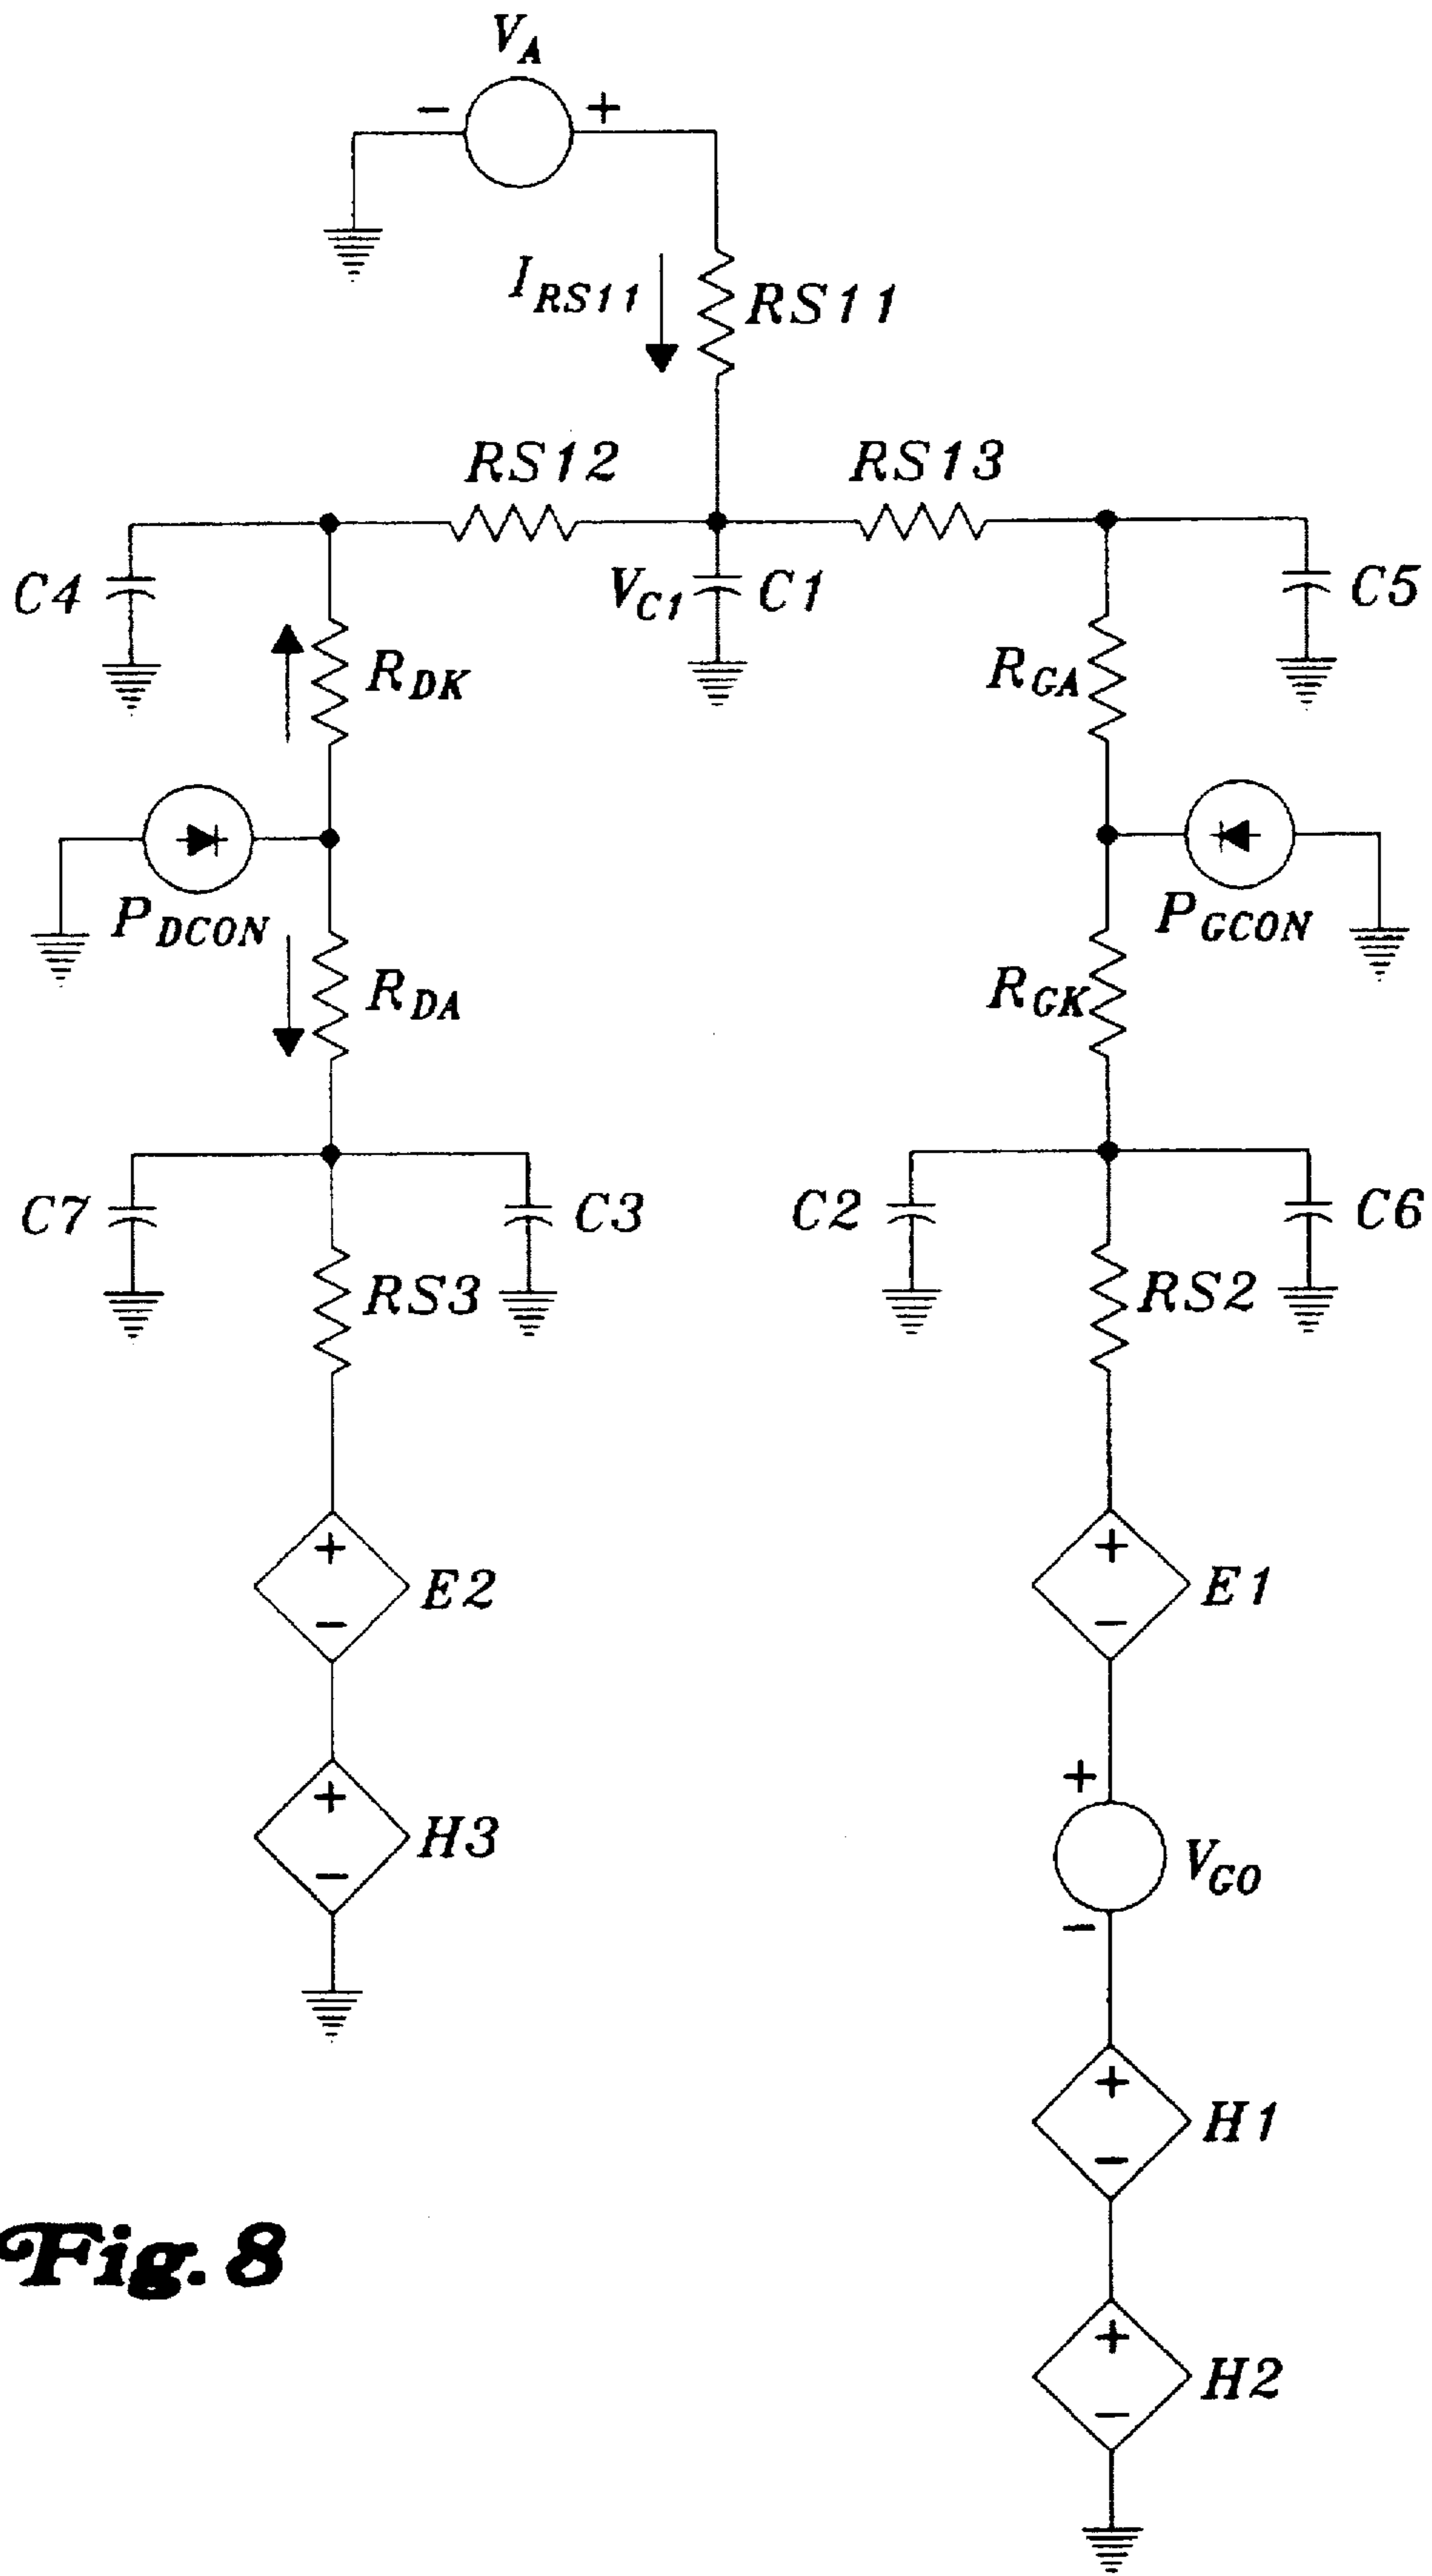 V_A
− +
I_RS11 RS11
RS12 RS13
C4 V_C1 C1 C5
R_DK R_GA
P_DCON P_GCON
R_DA R_GK
C7 C3 C2 C6
RS3 RS2
+ E2 − + E1 −
+ H3 − + V_GO −
+ H1 −
Fig. 8
+ H2 −